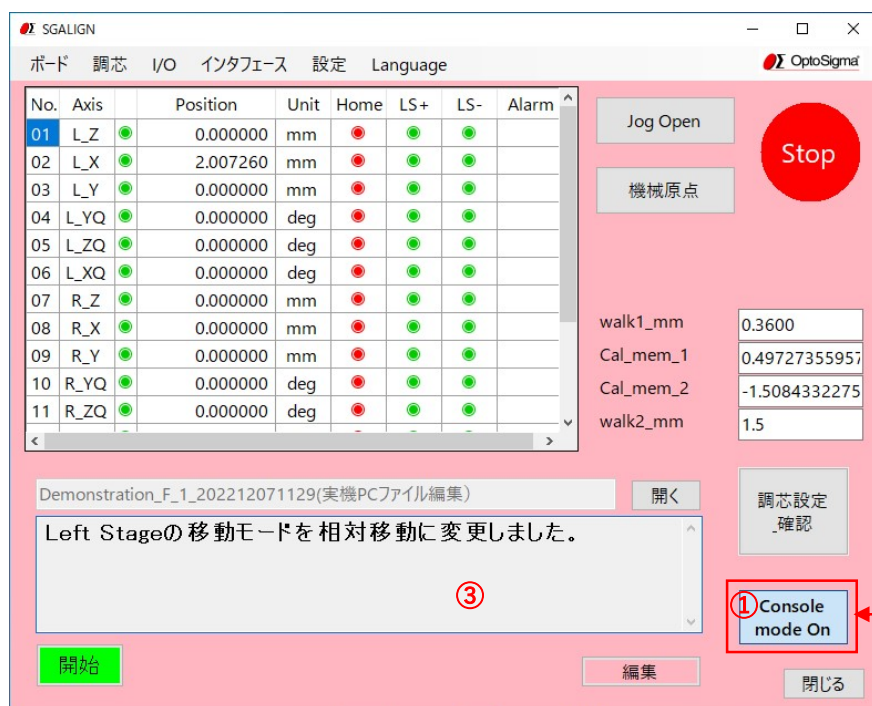 SGALIGN
ボード 調芯 I/O インタフェース 設定 Language
OptoSigma
No. Axis Position Unit Home LS+ LS- Alarm
01 L_Z 0.000000 mm
02 L_X 2.007260 mm
03 L_Y 0.000000 mm
04 L_YQ 0.000000 deg
05 L_ZQ 0.000000 deg
06 L_XQ 0.000000 deg
07 R_Z 0.000000 mm
08 R_X 0.000000 mm
09 R_Y 0.000000 mm
10 R_YQ 0.000000 deg
11 R_ZQ 0.000000 deg
Jog Open
Stop
機械原点
walk1_mm 0.3600
Cal_mem_1 0.49727355957
Cal_mem_2 -1.5084332275
walk2_mm 1.5
Demonstration_F_1_202212071129(実機PCファイル編集)
開く
調芯設定
_確認
Left Stageの移動モードを相対移動に変更しました。
③
①Console
mode On
開始
編集
閉じる